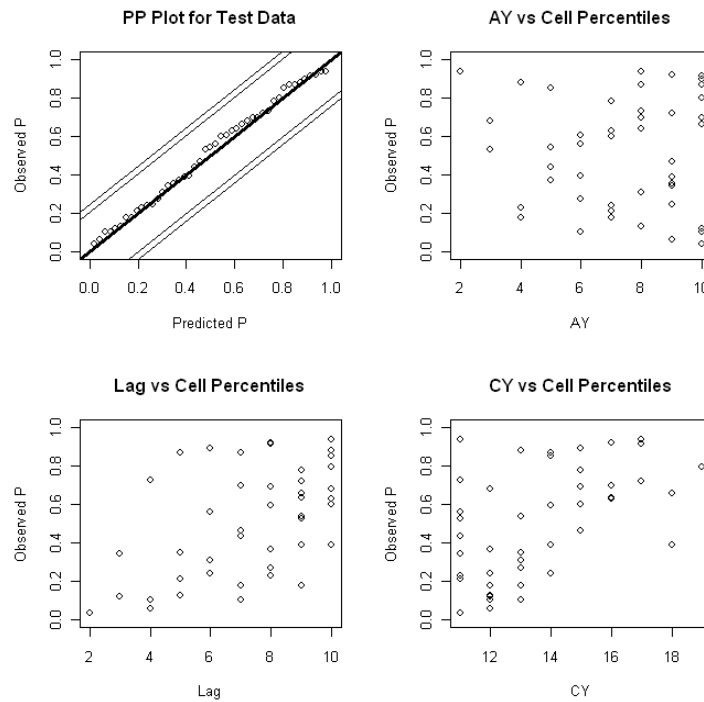 PP Plot for Test Data
Observed P
0.0 0.2 0.4 0.6 0.8 1.0
0.0 0.2 0.4 0.6 0.8 1.0
Predicted P
AY vs Cell Percentiles
Observed P
0.0 0.2 0.4 0.6 0.8 1.0
2 4 6 8 10
AY
Lag vs Cell Percentiles
Observed P
0.0 0.2 0.4 0.6 0.8 1.0
2 4 6 8 10
Lag
CY vs Cell Percentiles
Observed P
0.0 0.2 0.4 0.6 0.8 1.0
12 14 16 18
CY